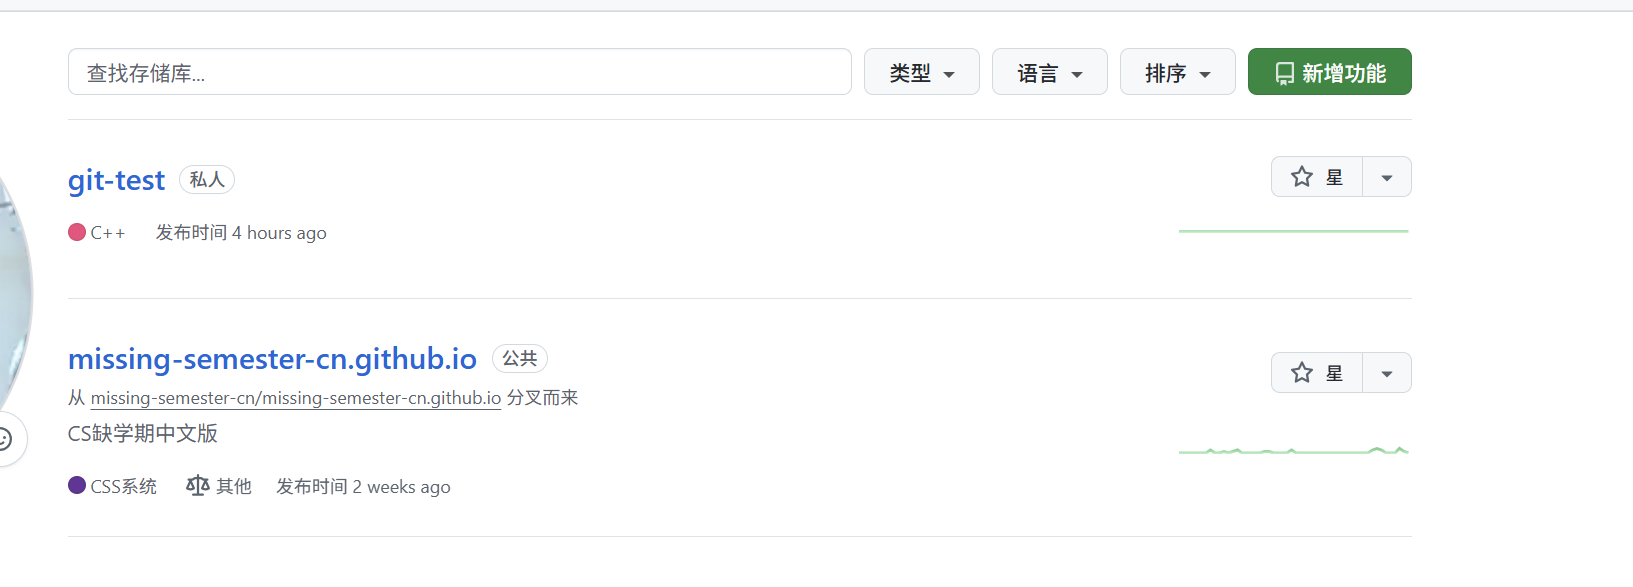 查找存储库...
类型
语言
排序
新增功能
git-test 私人
星
C++ 发布时间 4 hours ago
missing-semester-cn.github.io 公共
星
从 missing-semester-cn/missing-semester-cn.github.io 分叉而来
CS缺学期中文版
CSS系统 其他 发布时间 2 weeks ago